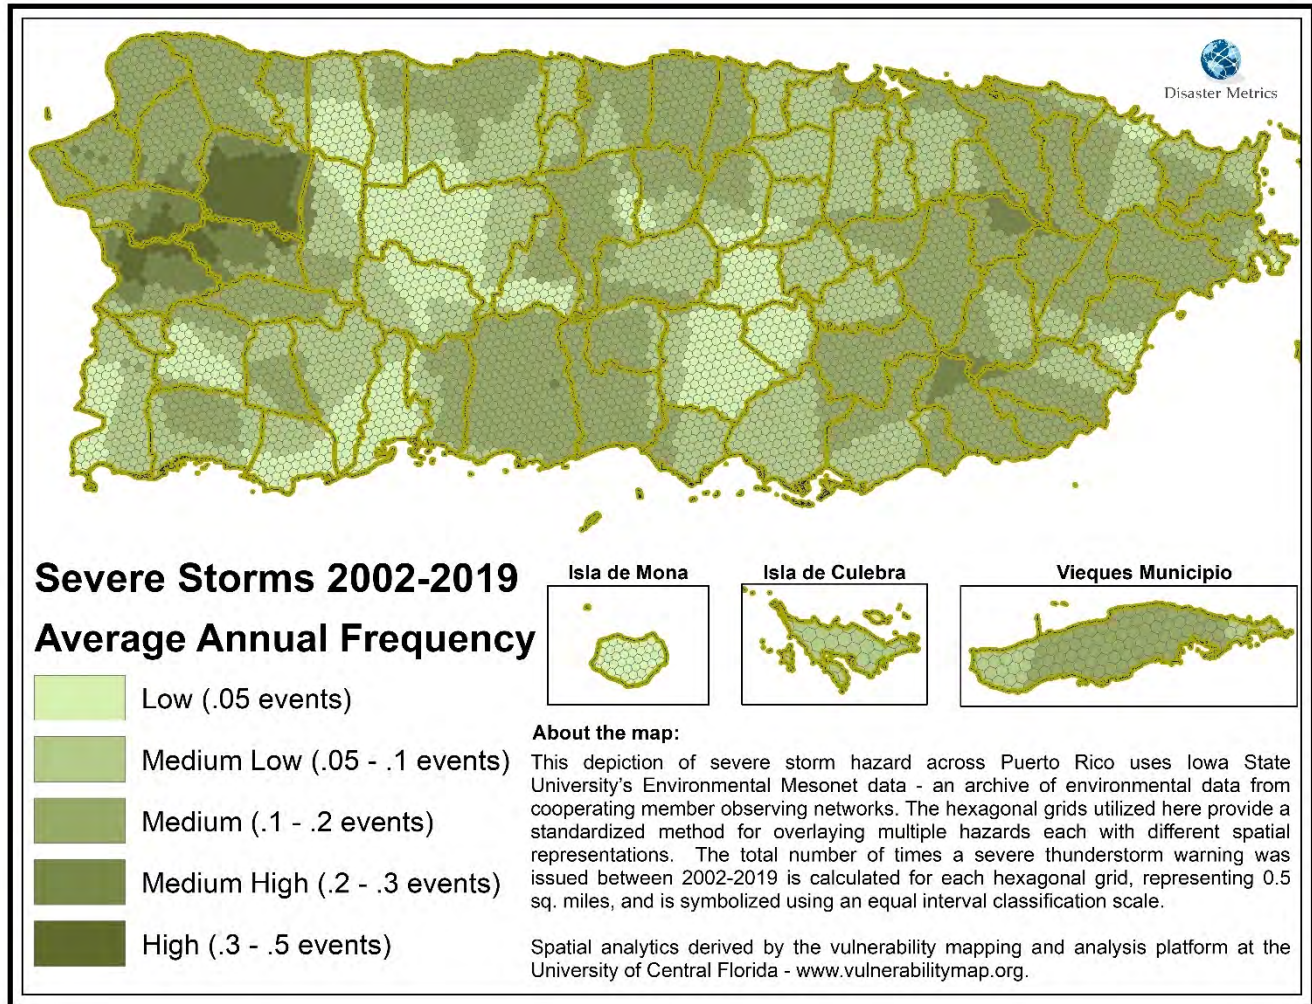 Disaster Metrics
Severe Storms 2002-2019
Average Annual Frequency
Low (.05 events)
Medium Low (.05 - .1 events)
Medium (.1 - .2 events)
Medium High (.2 - .3 events)
High (.3 - .5 events)
Isla de Mona
Isla de Culebra
Vieques Municipio
About the map:
This depiction of severe storm hazard across Puerto Rico uses Iowa State
University's Environmental Mesonet data - an archive of environmental data from
cooperating member observing networks. The hexagonal grids utilized here provide a
standardized method for overlaying multiple hazards each with different spatial
representations. The total number of times a severe thunderstorm warning was
issued between 2002-2019 is calculated for each hexagonal grid, representing 0.5
sq. miles, and is symbolized using an equal interval classification scale.
Spatial analytics derived by the vulnerability mapping and analysis platform at the
University of Central Florida - www.vulnerabilitymap.org.